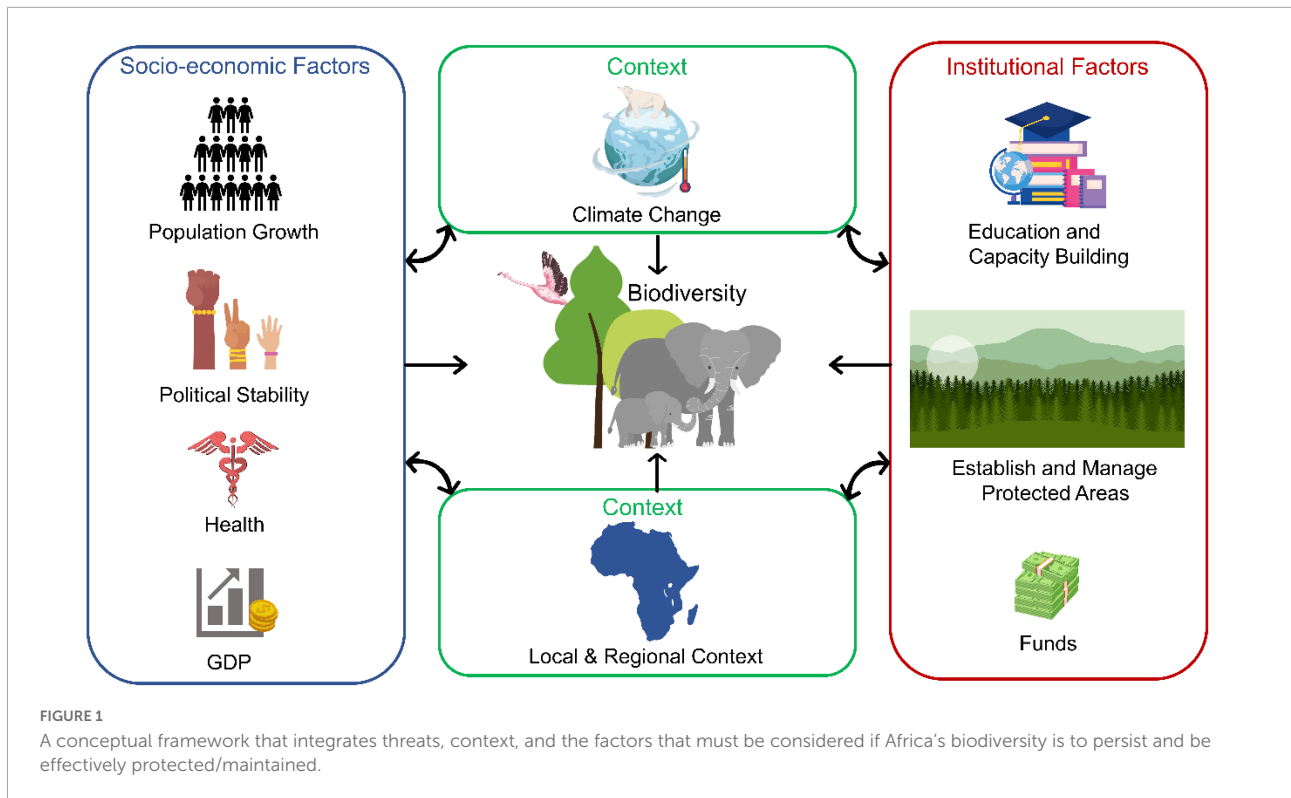 Socio-economic Factors
Population Growth
Political Stability
Health
GDP
Context
Climate Change
Biodiversity
Context
Local & Regional Context
Institutional Factors
Education and
Capacity Building
Establish and Manage
Protected Areas
Funds
FIGURE 1
A conceptual framework that integrates threats, context, and the factors that must be considered if Africa's biodiversity is to persist and be
effectively protected/maintained.